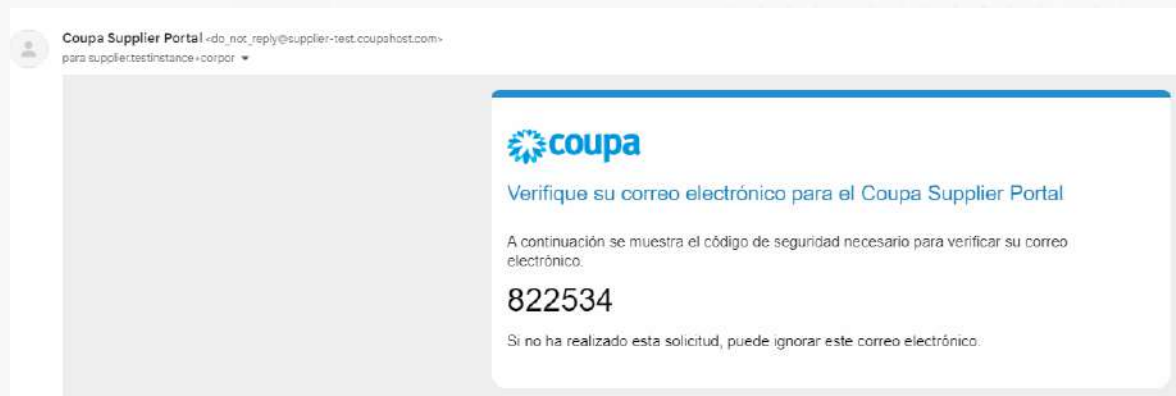 Coupa Supplier Portal <do_not_reply@supplier-test.coupahost.com>
para supplier.testinstance+corpor
coupa
Verifique su correo electrónico para el Coupa Supplier Portal
A continuación se muestra el código de seguridad necesario para verificar su correo
electrónico.
822534
Si no ha realizado esta solicitud, puede ignorar este correo electrónico.